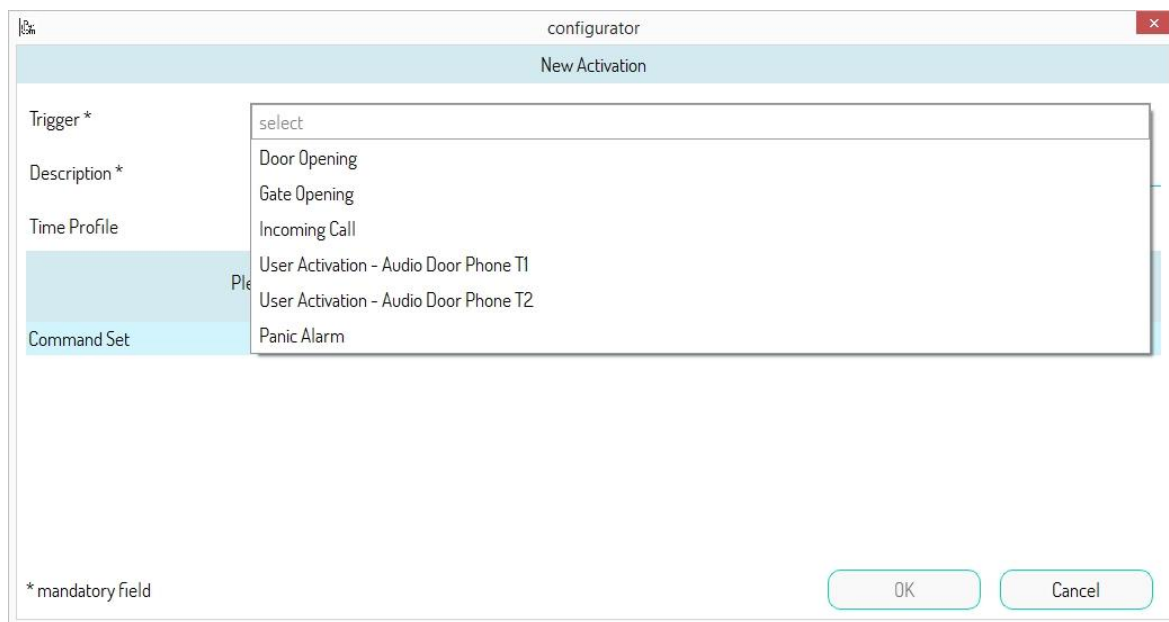 configurator
New Activation
Trigger *
select
Door Opening
Description *
Gate Opening
Time Profile
Incoming Call
User Activation - Audio Door Phone T1
User Activation - Audio Door Phone T2
Command Set
Panic Alarm
* mandatory field
OK
Cancel